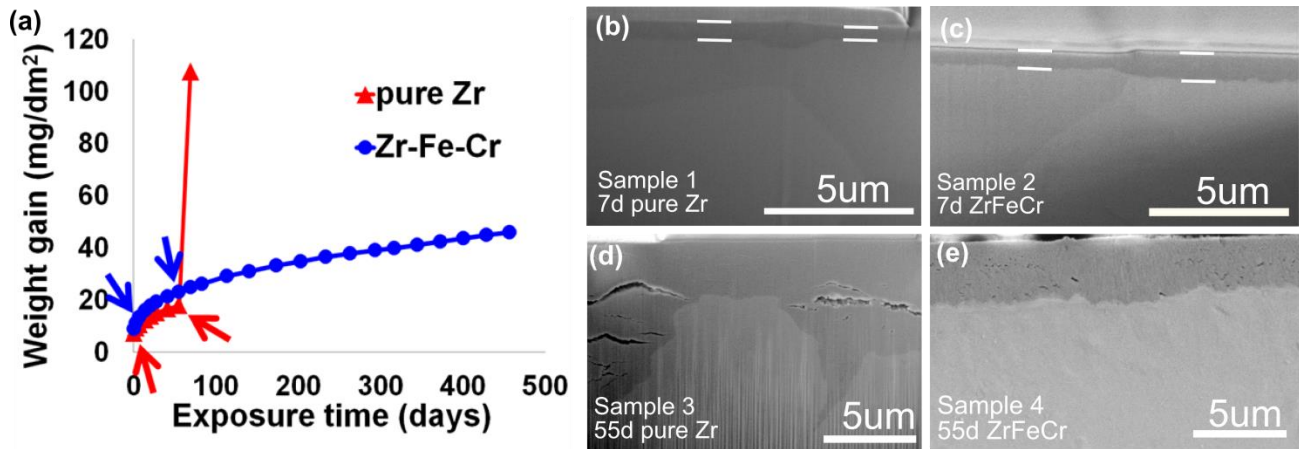 (a)
Weight gain (mg/dm²)
120
100
80
60
40
20
0
pure Zr
Zr-Fe-Cr
0 100 200 300 400 500
Exposure time (days)
(b)
Sample 1
7d pure Zr
5um
(c)
Sample 2
7d ZrFeCr
5um
(d)
Sample 3
55d pure Zr
5um
(e)
Sample 4
55d ZrFeCr
5um